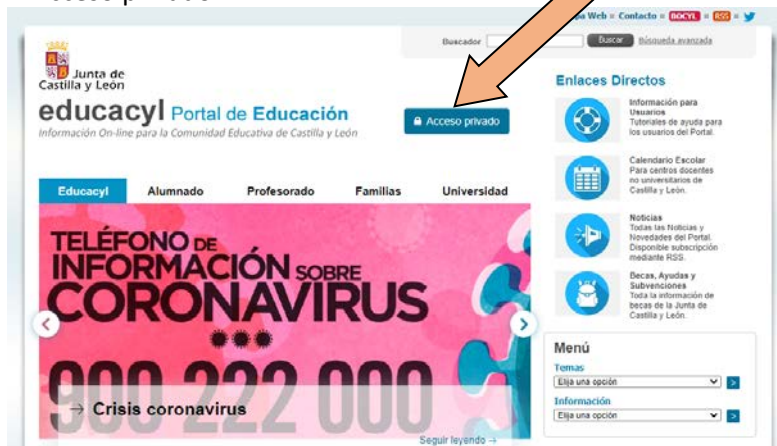 Web
Contacto
BOCYL
RSS
Buscador
Buscar
Búsqueda avanzada
Junta de
Castilla y León
educacyl Portal de Educación
Información On-line para la Comunidad Educativa de Castilla y León
Acceso privado
Educacyl
Alumnado
Profesorado
Familias
Universidad
TELÉFONO DE
INFORMACIÓN SOBRE
CORONAVIRUS
900 222 000
→ Crisis coronavirus
Seguir leyendo →
Enlaces Directos
Información para
Usuarios
Tutoriales de ayuda para
los usuarios del Portal.
Calendario Escolar
Para centros docentes
no universitarios de
Castilla y León.
Noticias
Todas las Noticias y
Novedades del Portal.
Disponible subscripción
mediante RSS.
Becas, Ayudas y
Subvenciones
Toda la información de
becas de la Junta de
Castilla y León.
Menú
Temas
Elija una opción
Información
Elija una opción